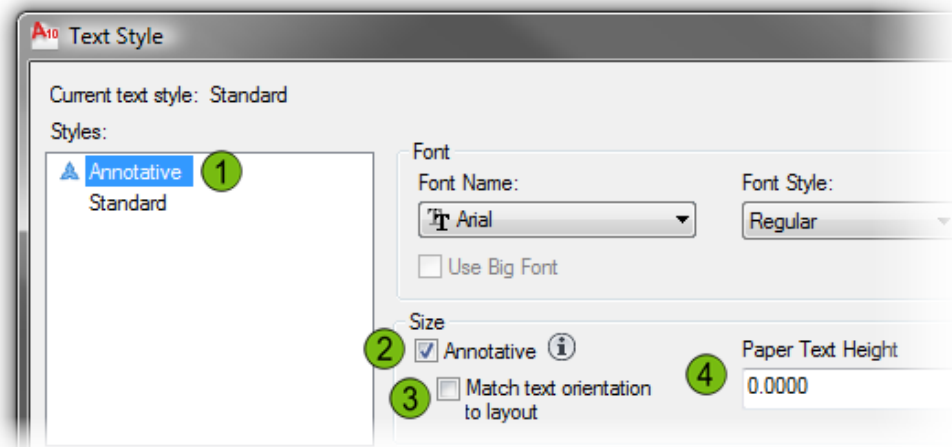 A10 Text Style
Current text style: Standard
Styles:
Annotative 1
Standard
Font
Font Name: Font Style:
Arial Regular
Use Big Font
Size
2 Annotative i
3 Match text orientation
to layout
4 Paper Text Height
0.0000